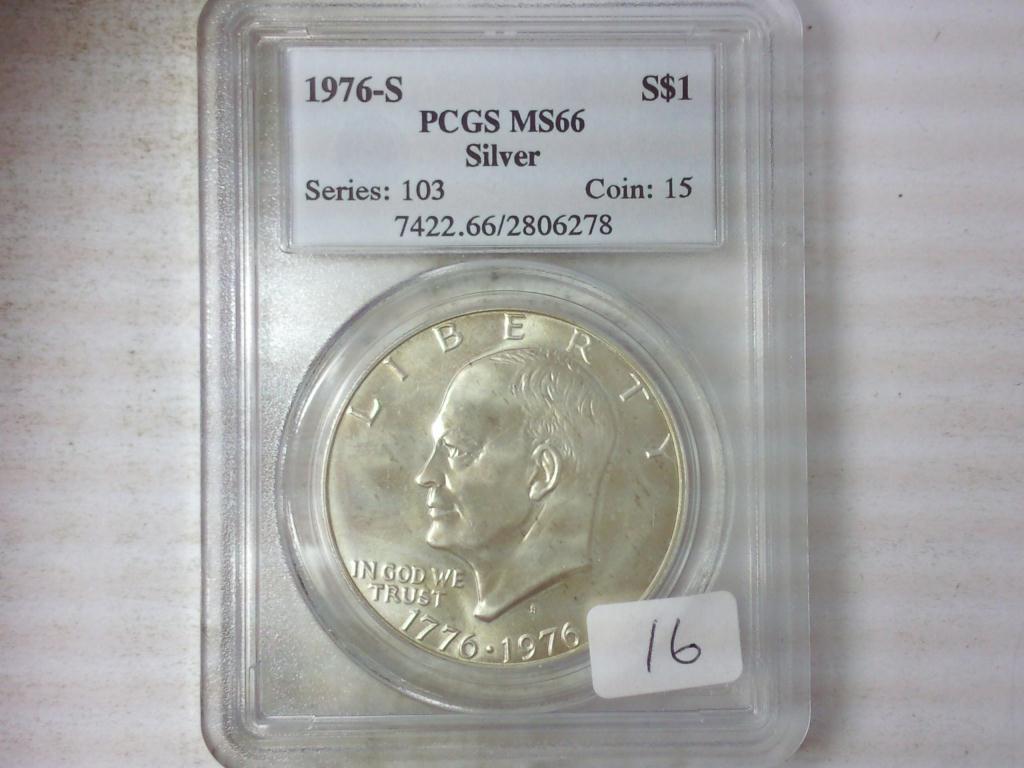 1976-S S$1
PCGS MS66
Silver
Series: 103 Coin: 15
7422.66/2806278
LIBERTY
IN GOD WE
TRUST
S
1776·1976
16